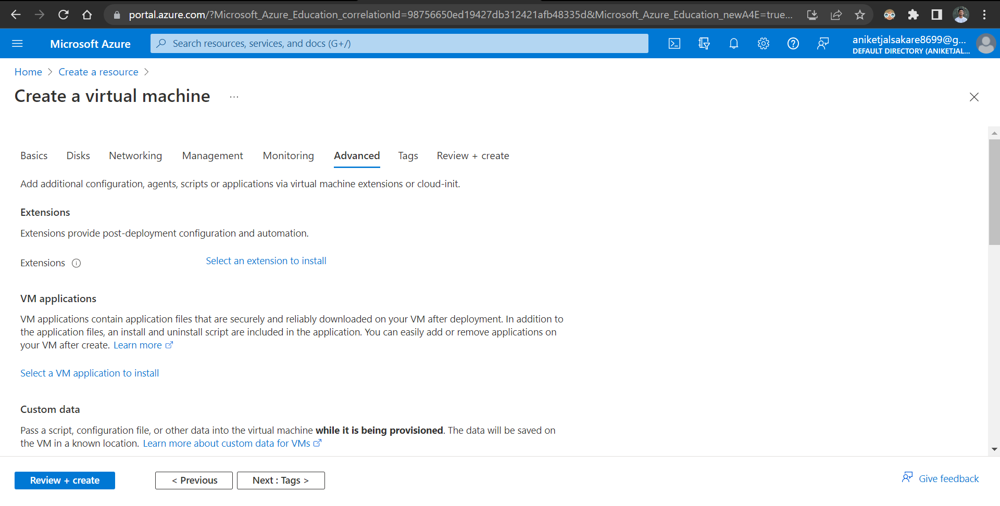 portal.azure.com/?Microsoft_Azure_Education_correlationId=98756650ed19427db312421afb48335d&Microsoft_Azure_Education_newA4E=true...
Microsoft Azure
Search resources, services, and docs (G+/)
aniketjalsakare8699@g...
DEFAULT DIRECTORY (ANIKETJAL...
Home > Create a resource >
Create a virtual machine ...
Basics Disks Networking Management Monitoring Advanced Tags Review + create
Add additional configuration, agents, scripts or applications via virtual machine extensions or cloud-init.
Extensions
Extensions provide post-deployment configuration and automation.
Extensions
Select an extension to install
VM applications
VM applications contain application files that are securely and reliably downloaded on your VM after deployment. In addition to
the application files, an install and uninstall script are included in the application. You can easily add or remove applications on
your VM after create. Learn more
Select a VM application to install
Custom data
Pass a script, configuration file, or other data into the virtual machine while it is being provisioned. The data will be saved on
the VM in a known location. Learn more about custom data for VMs
Review + create
< Previous
Next : Tags >
Give feedback